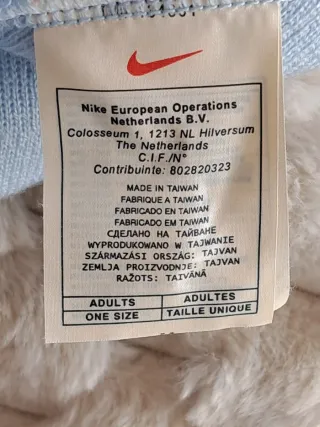 Nike European Operations
Netherlands B.V.
Colosseum 1, 1213 NL Hilversum
The Netherlands
C.I.F./N°
Contribuinte: 802820323
MADE IN TAIWAN
FABRIQUE A TAIWAN
FABRICADO EN TAIWAN
FABRICADO EM TAIWAN
СДЕЛАНО НА ТАЙВАНЕ
WYPRODUKOWANO W TAJWANIE
SZÁRMAZÁSI ORSZÁG: TAJVAN
ZEMLJA PROIZVODNJE: TAJVAN
RAŽOTS: TAIVĀNĀ
ADULTS ADULTES
ONE SIZE TAILLE UNIQUE